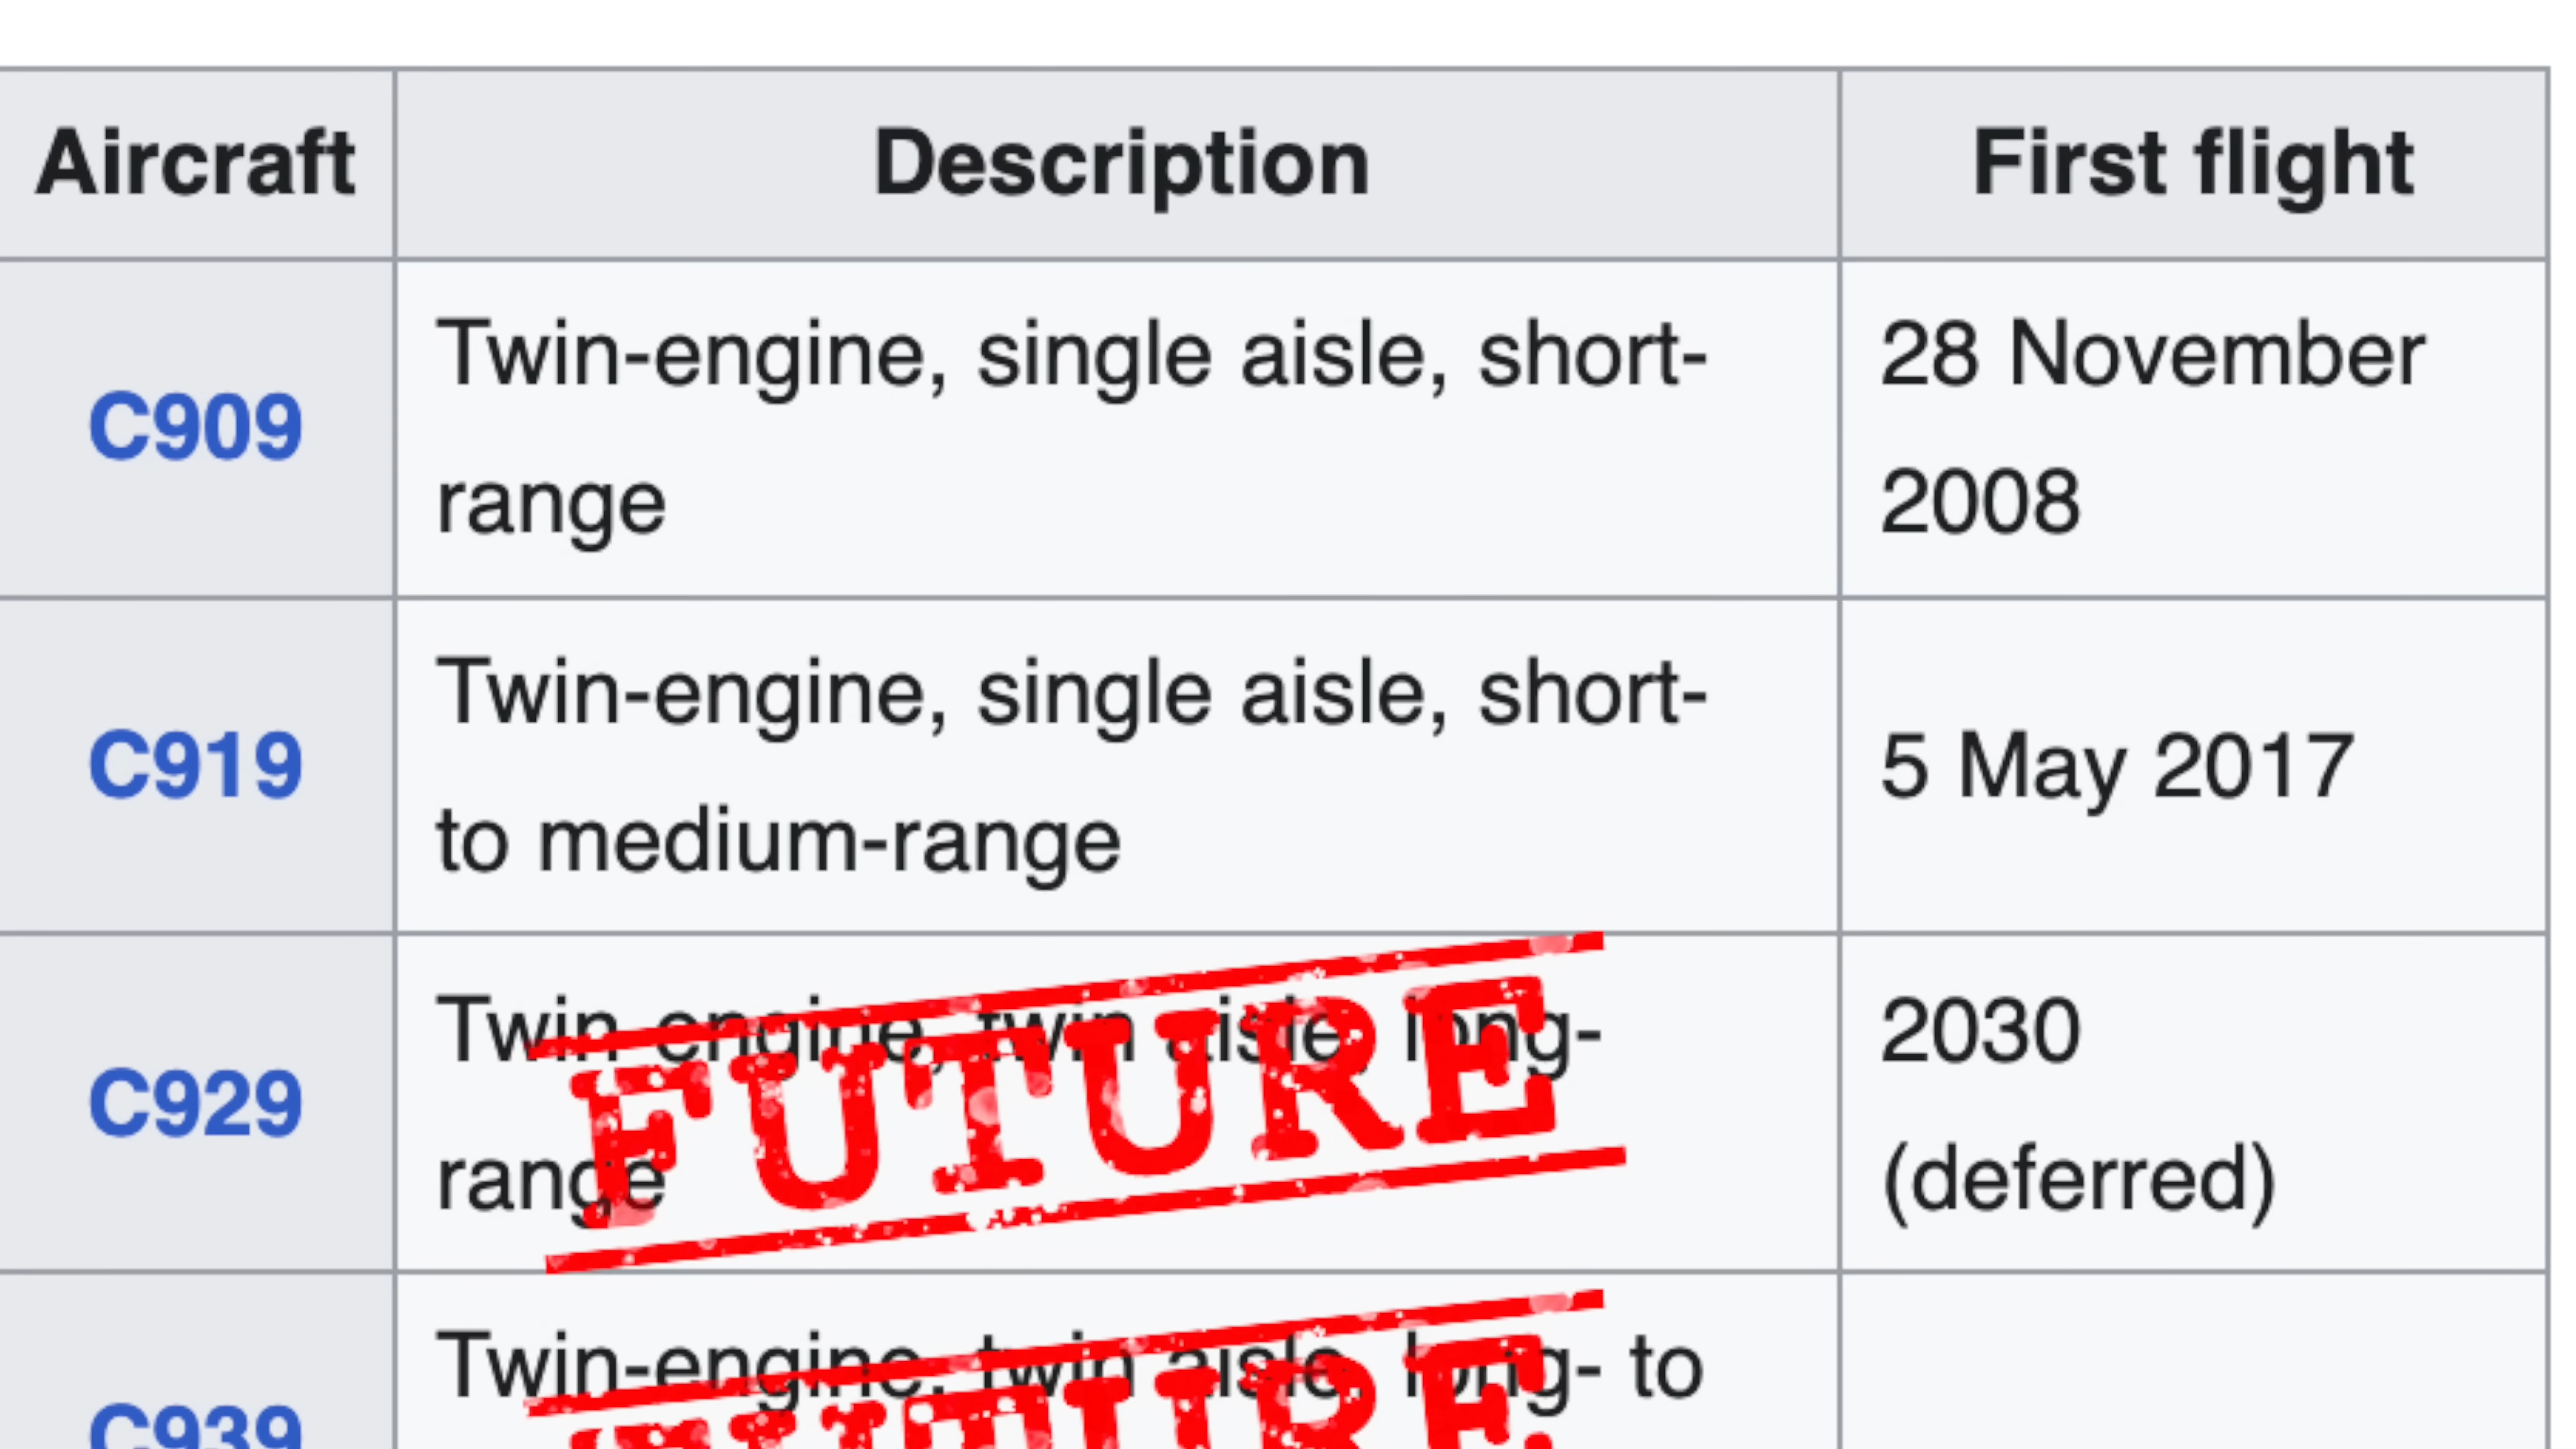 Aircraft Description First flight
C909
Twin-engine, single aisle, short-
range
28 November
2008
C919
Twin-engine, single aisle, short-
to medium-range
5 May 2017
C929
Twin-engine, twin aisle, long-
range
FUTURE
2030
(deferred)
C939
Twin-engine, twin aisle, long- to
FUTURE